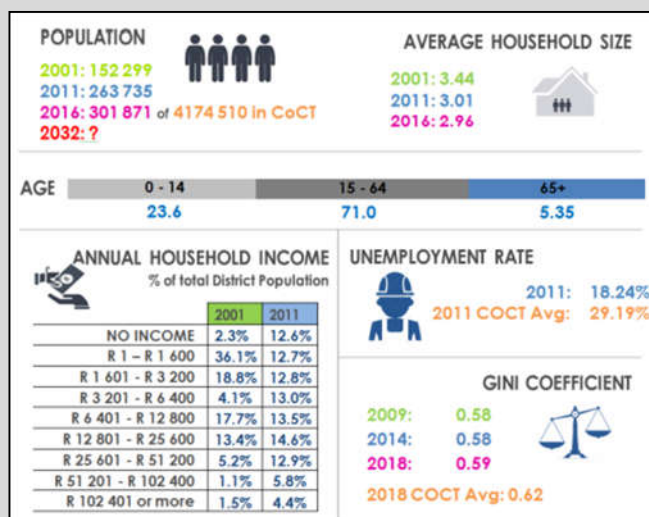 POPULATION
2001: 152 299
2011: 263 735
2016: 301 871 of 4174 510 in CoCT
2032: ?
AVERAGE HOUSEHOLD SIZE
2001: 3.44
2011: 3.01
2016: 2.96
AGE 0 - 14 15 - 64 65+
23.6 71.0 5.35
ANNUAL HOUSEHOLD INCOME
% of total District Population
2001 2011
NO INCOME 2.3% 12.6%
R 1 – R 1 600 36.1% 12.7%
R 1 601 - R 3 200 18.8% 12.8%
R 3 201 - R 6 400 4.1% 13.0%
R 6 401 - R 12 800 17.7% 13.5%
R 12 801 - R 25 600 13.4% 14.6%
R 25 601 - R 51 200 5.2% 12.9%
R 51 201 - R 102 400 1.1% 5.8%
R 102 401 or more 1.5% 4.4%
UNEMPLOYMENT RATE
2011: 18.24%
2011 COCT Avg: 29.19%
GINI COEFFICIENT
2009: 0.58
2014: 0.58
2018: 0.59
2018 COCT Avg: 0.62